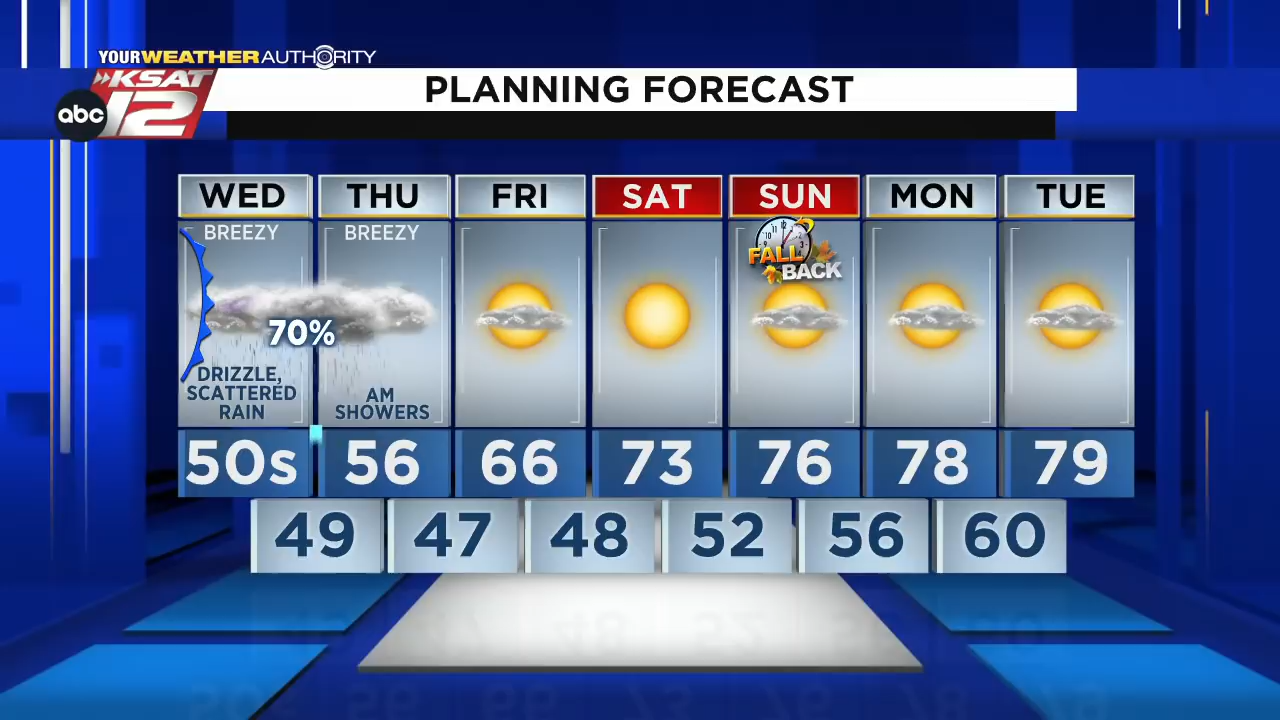 YOURWEATHERAUTHORITY
KSAT
abc 12
PLANNING FORECAST
WED THU FRI SAT SUN MON TUE
BREEZY BREEZY
FALL
BACK
70%
DRIZZLE,
SCATTERED
RAIN
AM
SHOWERS
50s 56 66 73 76 78 79
49 47 48 52 56 60